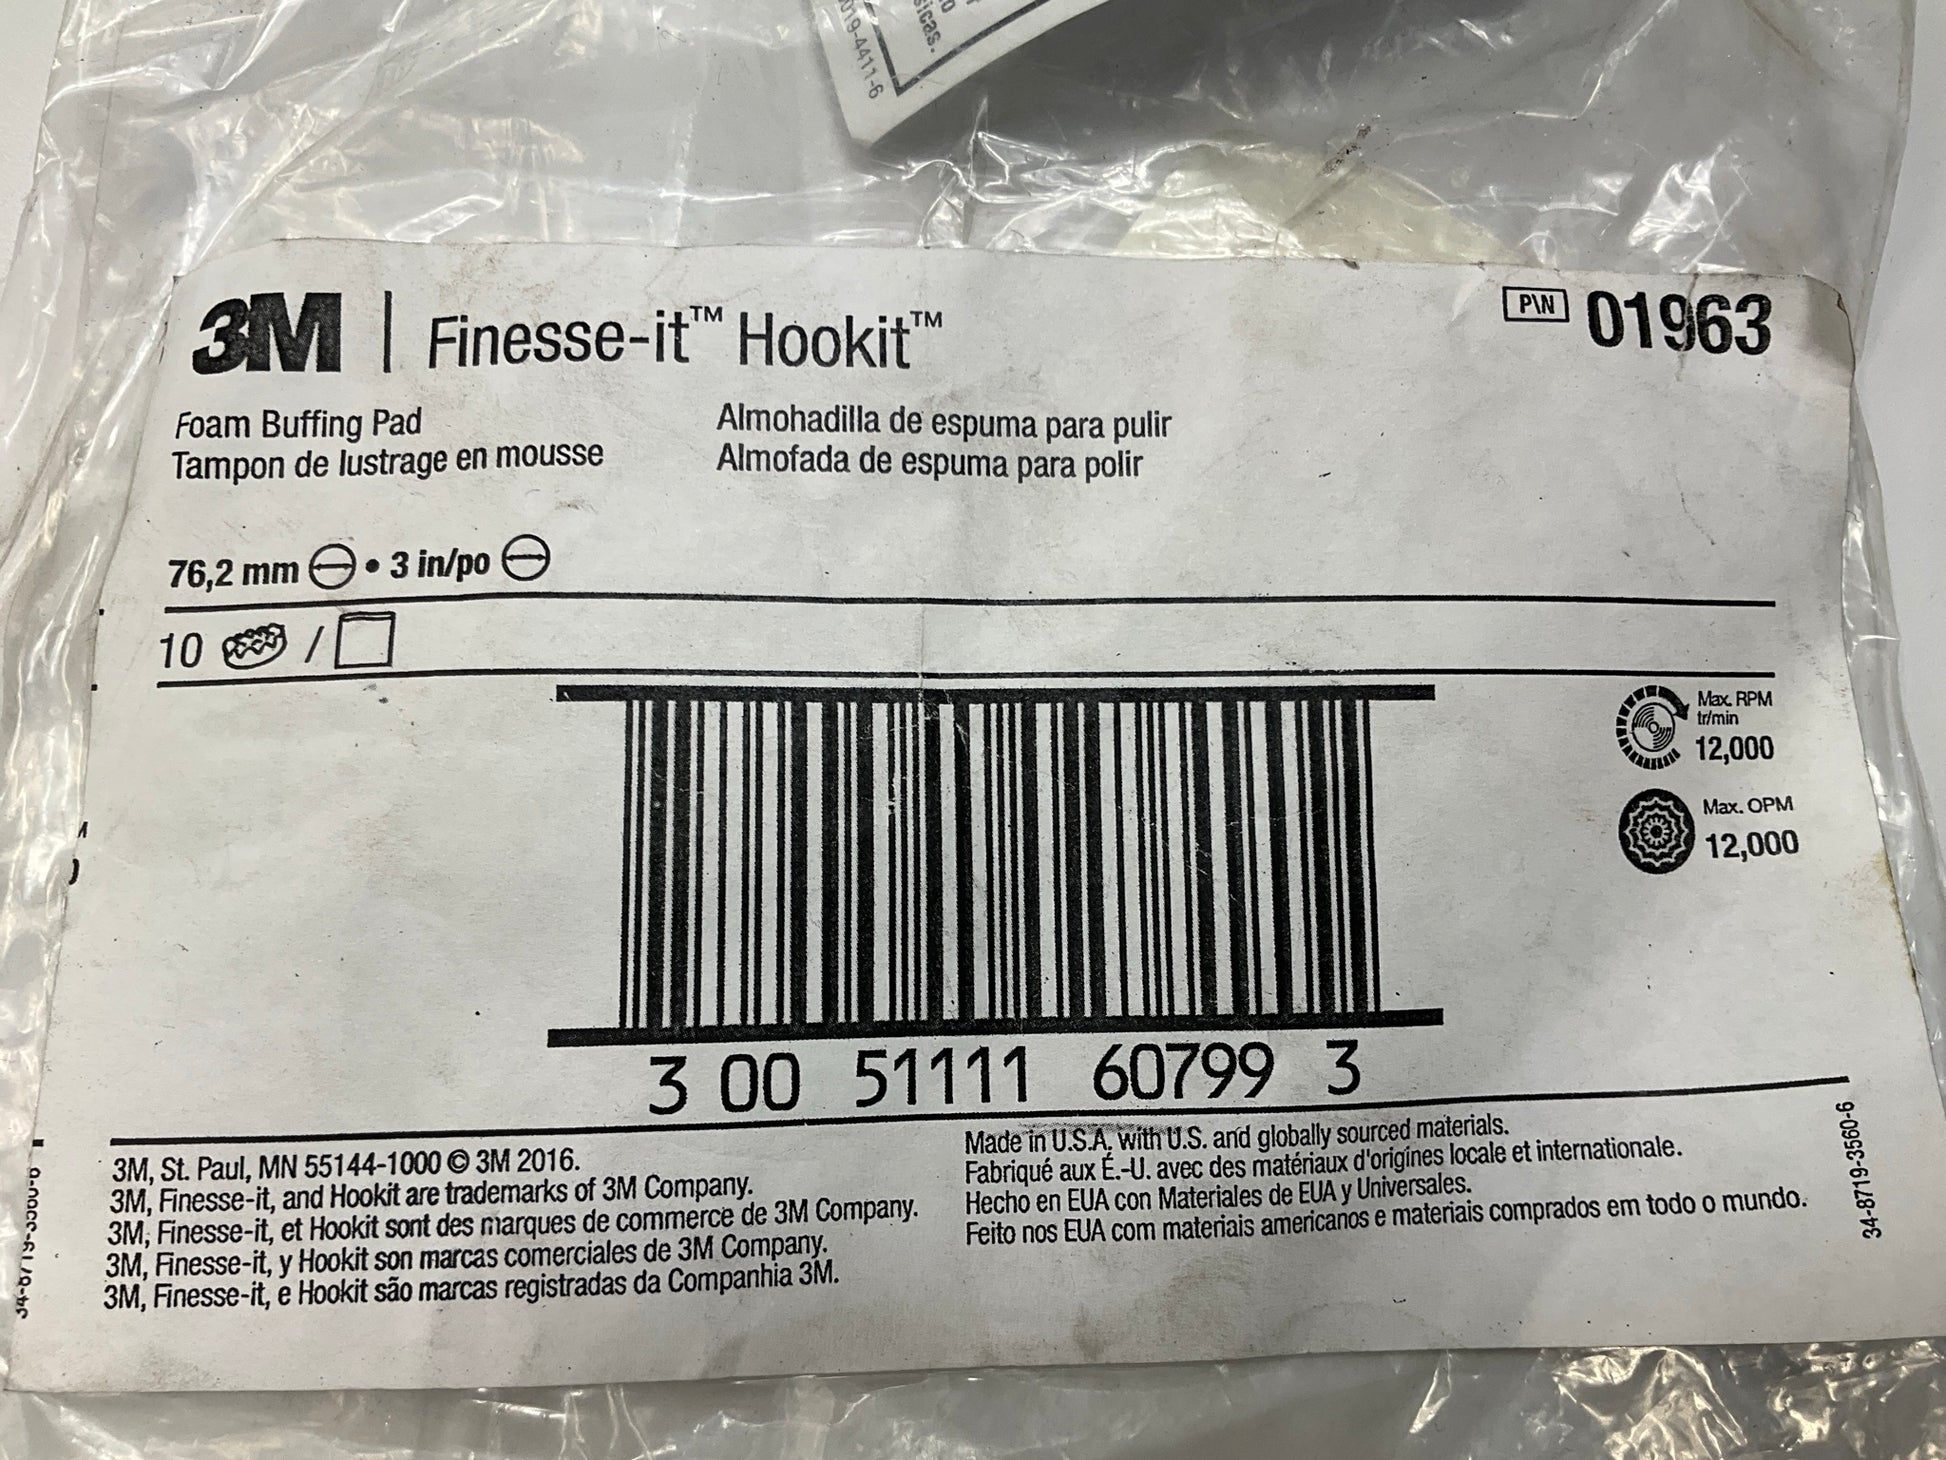 sicas.
019-4411-6
3M | Finesse-it™ Hookit™
P\N 01963
Foam Buffing Pad
Tampon de lustrage en mousse
Almohadilla de espuma para pulir
Almofada de espuma para polir
76,2 mm • 3 in/po
10 /
Max. RPM
tr/min
12,000
Max. OPM
12,000
3 00 51111 60799 3
3M, St. Paul, MN 55144-1000 © 3M 2016.
3M, Finesse-it, and Hookit are trademarks of 3M Company.
3M, Finesse-it, et Hookit sont des marques de commerce de 3M Company.
3M, Finesse-it, y Hookit son marcas comerciales de 3M Company.
3M, Finesse-it, e Hookit são marcas registradas da Companhia 3M.
Made in U.S.A. with U.S. and globally sourced materials.
Fabriqué aux É.-U. avec des matériaux d'origines locale et internationale.
Hecho en EUA con Materiales de EUA y Universales.
Feito nos EUA com materiais americanos e materiais comprados em todo o mundo.
34-8719-3560-6